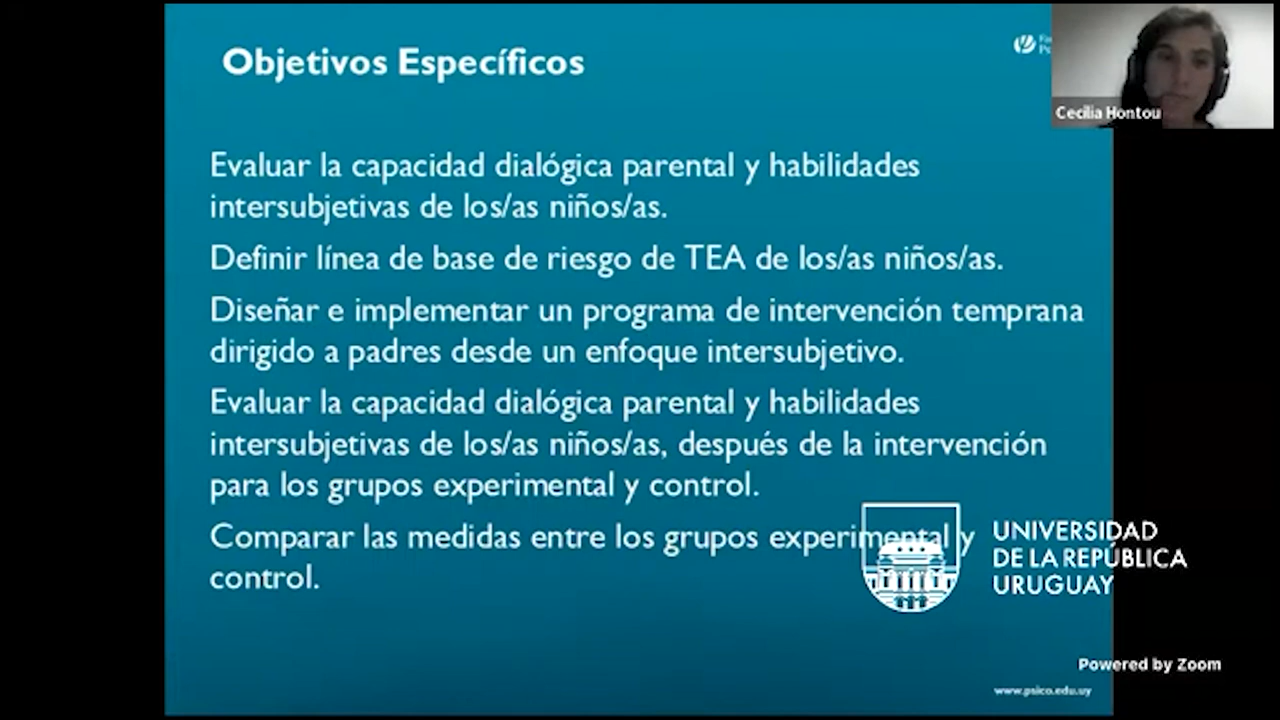 Objetivos Específicos
Cecilia Hontou
Evaluar la capacidad dialógica parental y habilidades
intersubjetivas de los/as niños/as.
Definir línea de base de riesgo de TEA de los/as niños/as.
Diseñar e implementar un programa de intervención temprana
dirigido a padres desde un enfoque intersubjetivo.
Evaluar la capacidad dialógica parental y habilidades
intersubjetivas de los/as niños/as, después de la intervención
para los grupos experimental y control.
Comparar las medidas entre los grupos experimental y
control.
UNIVERSIDAD
DE LA REPÚBLICA
URUGUAY
Powered by Zoom
www.psico.edu.uy